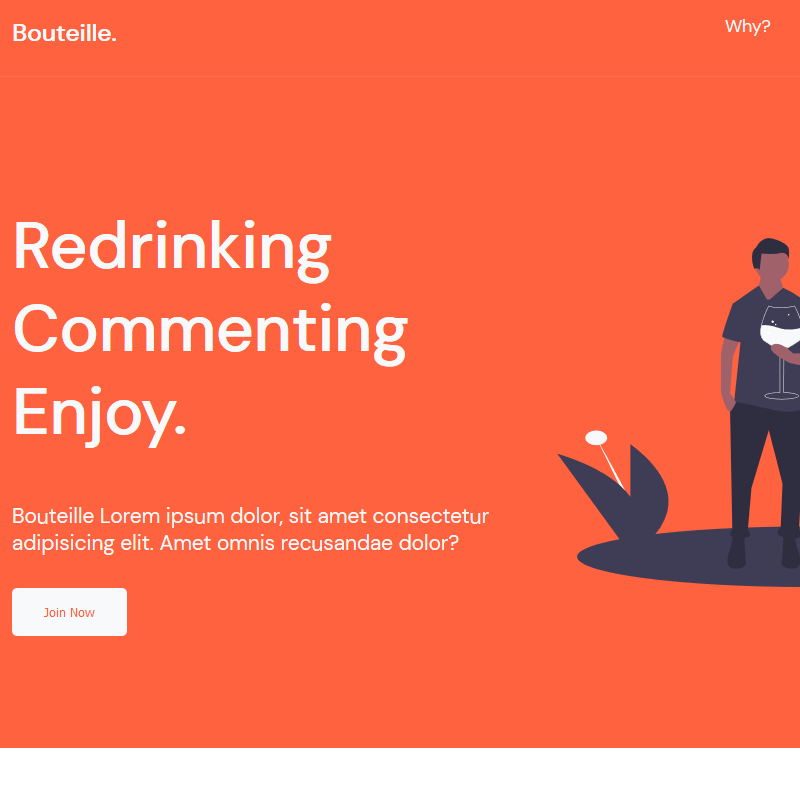 Bouteille.
Why?
Redrinking
Commenting
Enjoy.
Bouteille Lorem ipsum dolor, sit amet consectetur
adipisicing elit. Amet omnis recusandae dolor?
Join Now